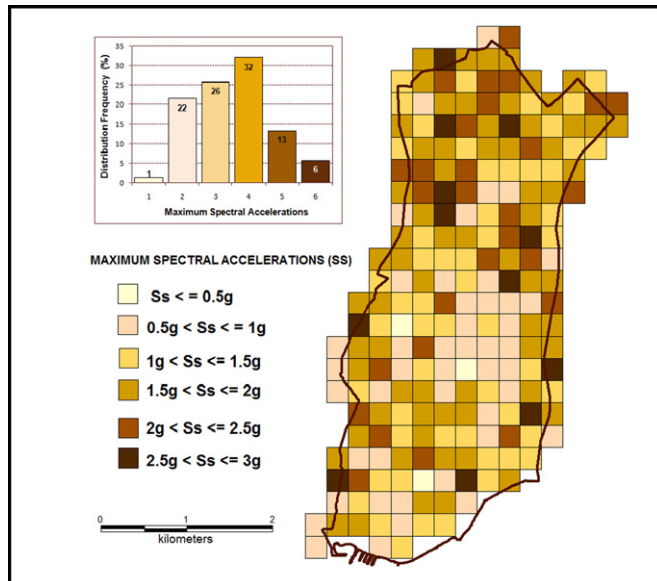 Distribution Frequency (%)
35
30
25
20
15
10
5
0
1
22
26
32
13
6
1 2 3 4 5 6
Maximum Spectral Accelerations
MAXIMUM SPECTRAL ACCELERATIONS (SS)
Ss < = 0.5g
0.5g < Ss <= 1g
1g < Ss <= 1.5g
1.5g < Ss <= 2g
2g < Ss <= 2.5g
2.5g < Ss <= 3g
0 1 2
kilometers